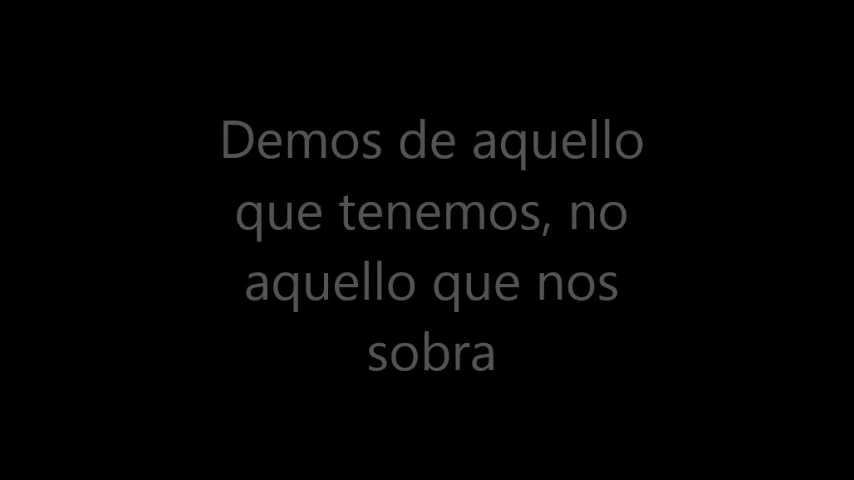 Demos de aquello
que tenemos, no
aquello que nos
sobra